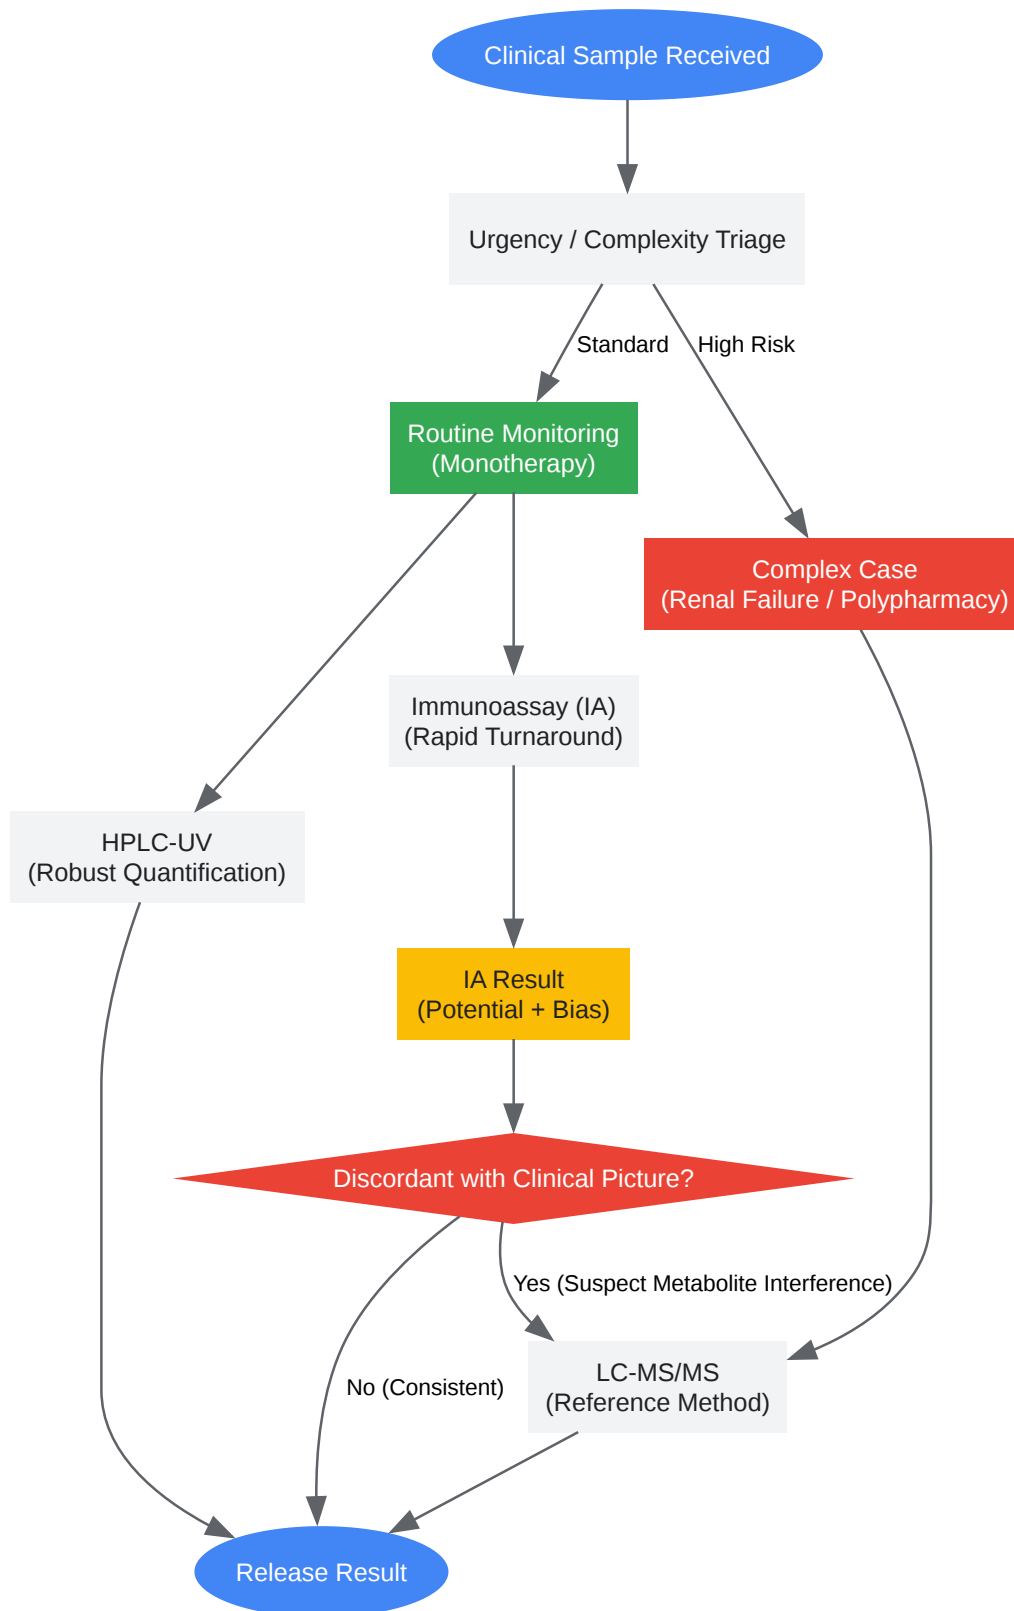 Clinical Sample Received
Urgency / Complexity Triage
Standard
High Risk
Routine Monitoring
(Monotherapy)
Complex Case
(Renal Failure / Polypharmacy)
Immunoassay (IA)
(Rapid Turnaround)
HPLC-UV
(Robust Quantification)
IA Result
(Potential + Bias)
Discordant with Clinical Picture?
Yes (Suspect Metabolite Interference)
No (Consistent)
LC-MS/MS
(Reference Method)
Release Result